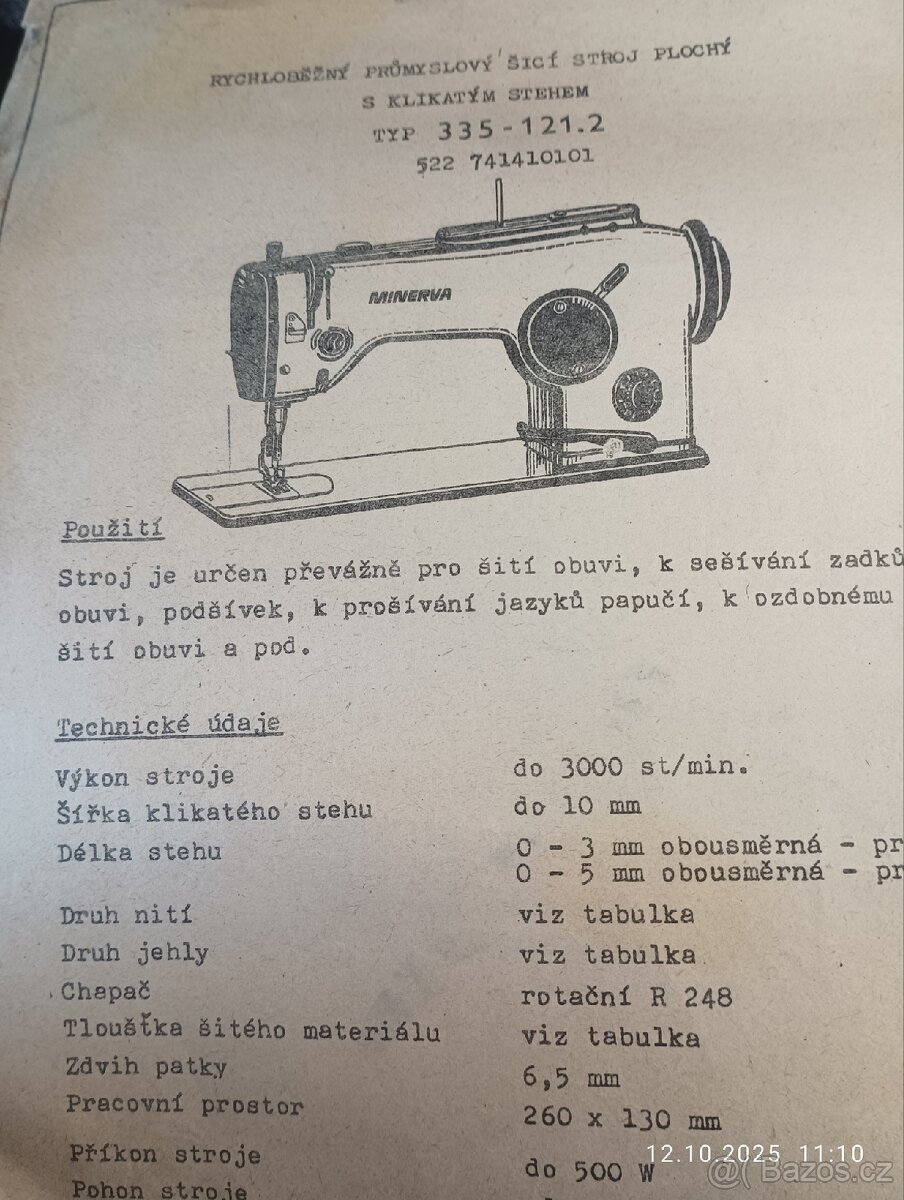 RYCHLOBĚŽNÝ PRŮMYSLOVÝ ŠICÍ STROJ PLOCHÝ
S KLIKATÝM STEHEM
TYP 335-121.2
522 741410101
MINERVA
Použití
Stroj je určen převážně pro šití obuvi, k sešívání zadků
obuvi, podšívek, k prošívání jazyků papučí, k ozdobnému
šití obuvi a pod.
Technické údaje
Výkon stroje do 3000 st/min.
Šířka klikatého stehu do 10 mm
Délka stehu 0 - 3 mm obousměrná - pr
0 - 5 mm obousměrná - pr
Druh nití viz tabulka
Druh jehly viz tabulka
Chapač rotační R 248
Tloušťka šitého materiálu viz tabulka
Zdvih patky 6,5 mm
Pracovní prostor 260 x 130 mm
Příkon stroje do 500 W
Pohon stroje
12.10.2025 11:10
@( Bazos.cz